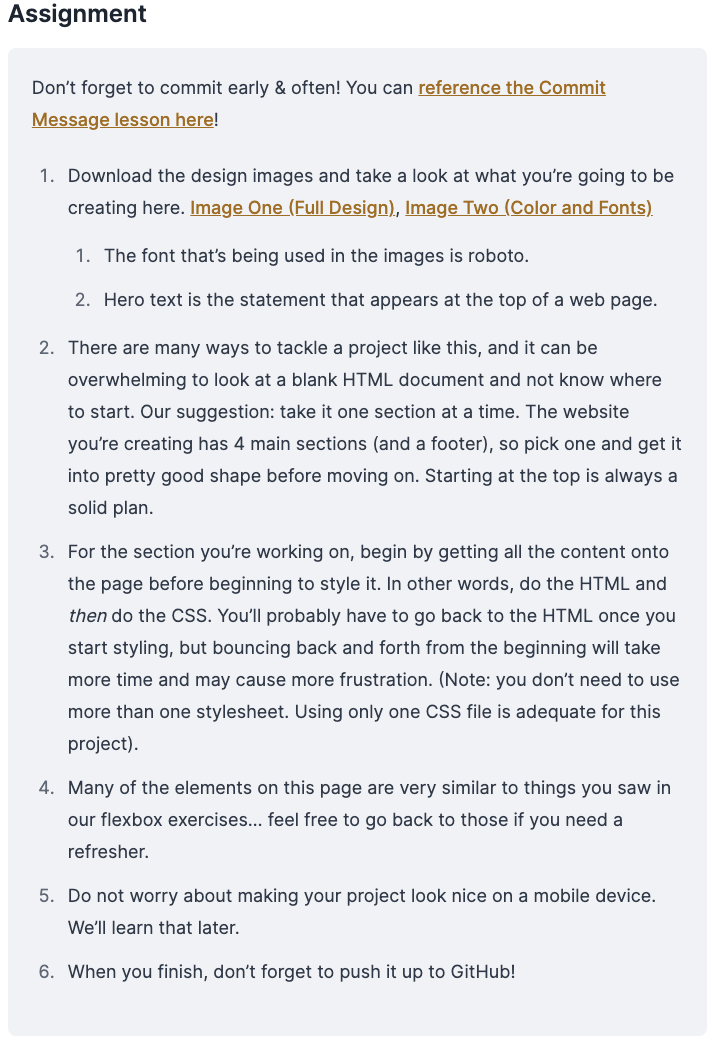 Assignment
Don’t forget to commit early & often! You can reference the Commit
Message lesson here!
1. Download the design images and take a look at what you’re going to be
creating here. Image One (Full Design), Image Two (Color and Fonts)
1. The font that’s being used in the images is roboto.
2. Hero text is the statement that appears at the top of a web page.
2. There are many ways to tackle a project like this, and it can be
overwhelming to look at a blank HTML document and not know where
to start. Our suggestion: take it one section at a time. The website
you’re creating has 4 main sections (and a footer), so pick one and get it
into pretty good shape before moving on. Starting at the top is always a
solid plan.
3. For the section you’re working on, begin by getting all the content onto
the page before beginning to style it. In other words, do the HTML and
then do the CSS. You’ll probably have to go back to the HTML once you
start styling, but bouncing back and forth from the beginning will take
more time and may cause more frustration. (Note: you don’t need to use
more than one stylesheet. Using only one CSS file is adequate for this
project).
4. Many of the elements on this page are very similar to things you saw in
our flexbox exercises... feel free to go back to those if you need a
refresher.
5. Do not worry about making your project look nice on a mobile device.
We’ll learn that later.
6. When you finish, don’t forget to push it up to GitHub!